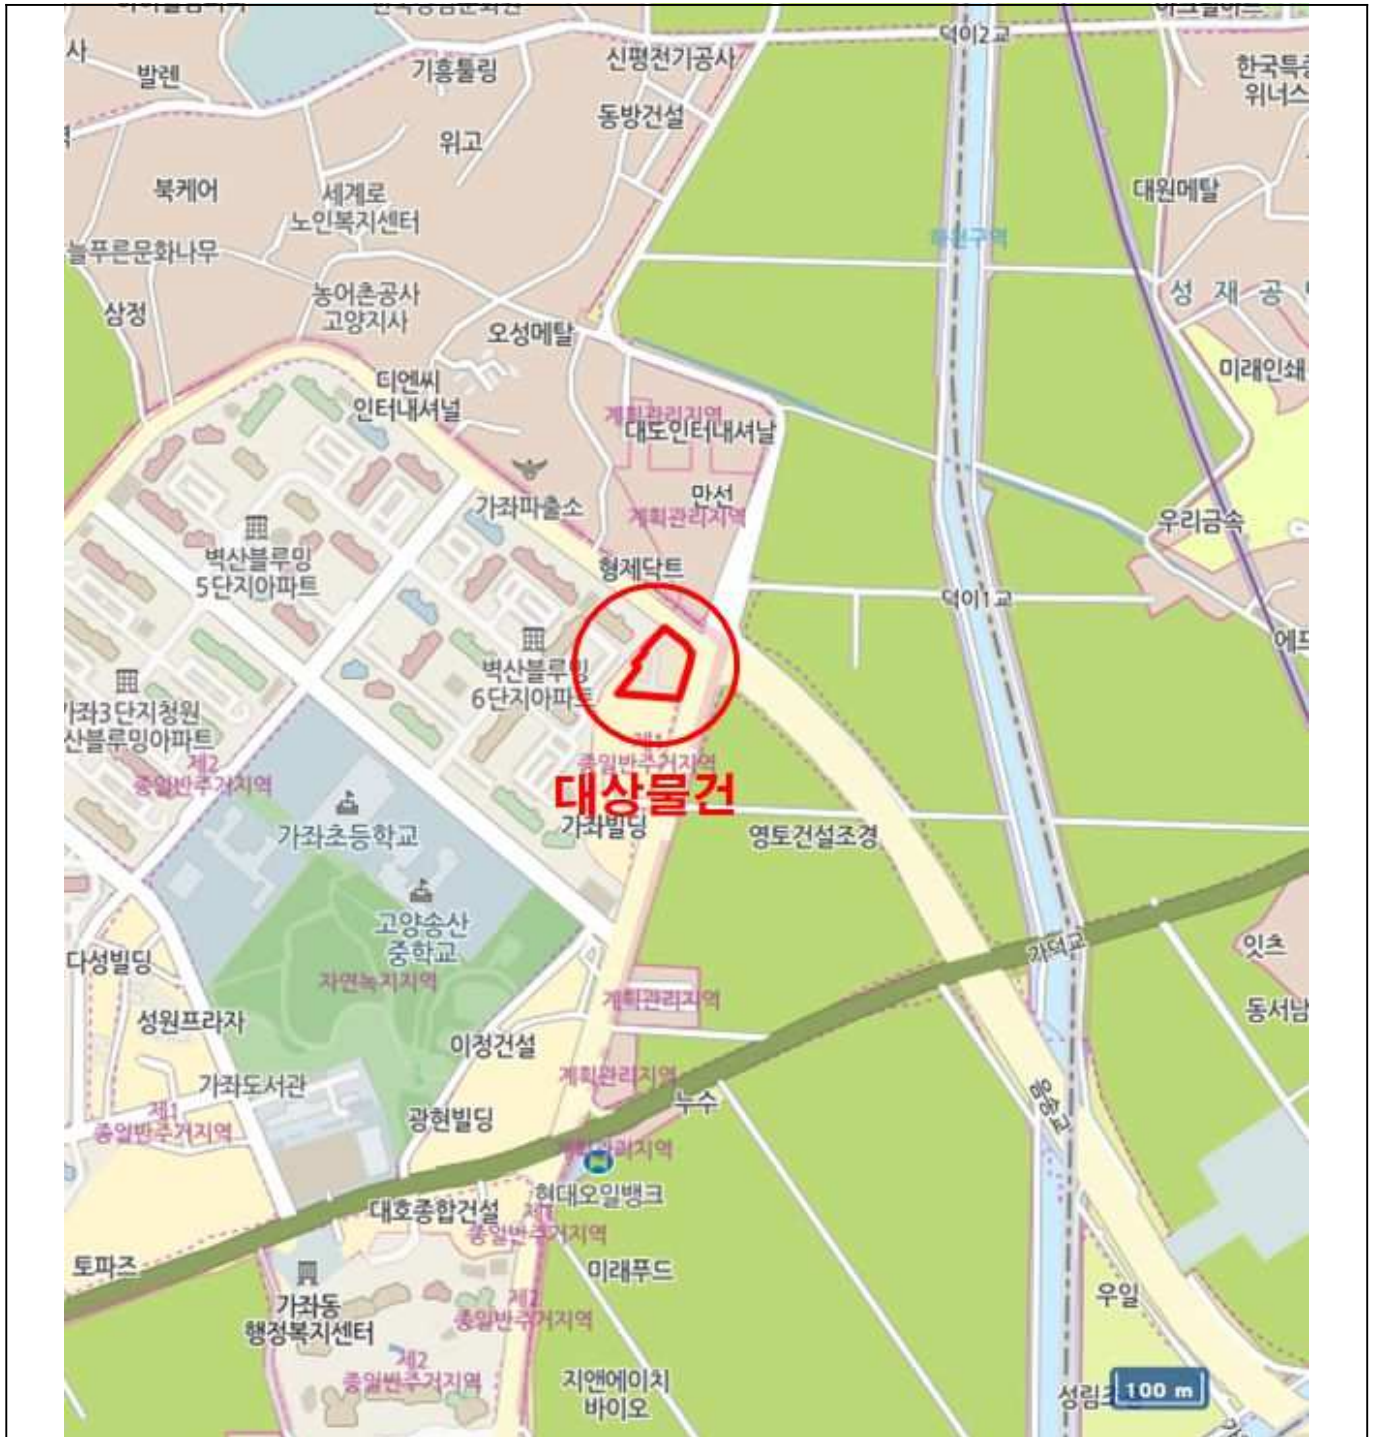 덕이2교
사
발렌
기흥툴링
신평전기공사
한국특
위너스
동방건설
위고
북케어
세계로
노인복지센터
대원메탈
늘푸른문화나무
삼정
농어촌공사
고양지사
성 재 공
오성메탈
미래인쇄
티엔씨
인터내셔널
계획관리지역
대도인터내셔날
가좌파출소
만선
계획관리지역
우리금속
벽산블루밍
5단지아파트
형제닥트
덕이1교
에프
벽산블루밍
6단지아파트
가좌3단지청원
산블루밍아파트
제2
종일반주거지역
제1
종일반주거지역
대상물건
가좌초등학교
가좌빌딩
영토건설조경
고양송산
중학교
가덕교
잇츠
다성빌딩
자연녹지지역
계획관리지역
동서남
성원프라자
이정건설
가좌도서관
계획관리지역
누수
제1
종일반주거지역
광현빌딩
계획관리지역
현대오일뱅크
대호종합건설
제1
종일반주거지역
토파즈
미래푸드
우일
가좌동
행정복지센터
제2
종일반주거지역
제2
종일반주거지역
지앤에이치
바이오
성림
100 m